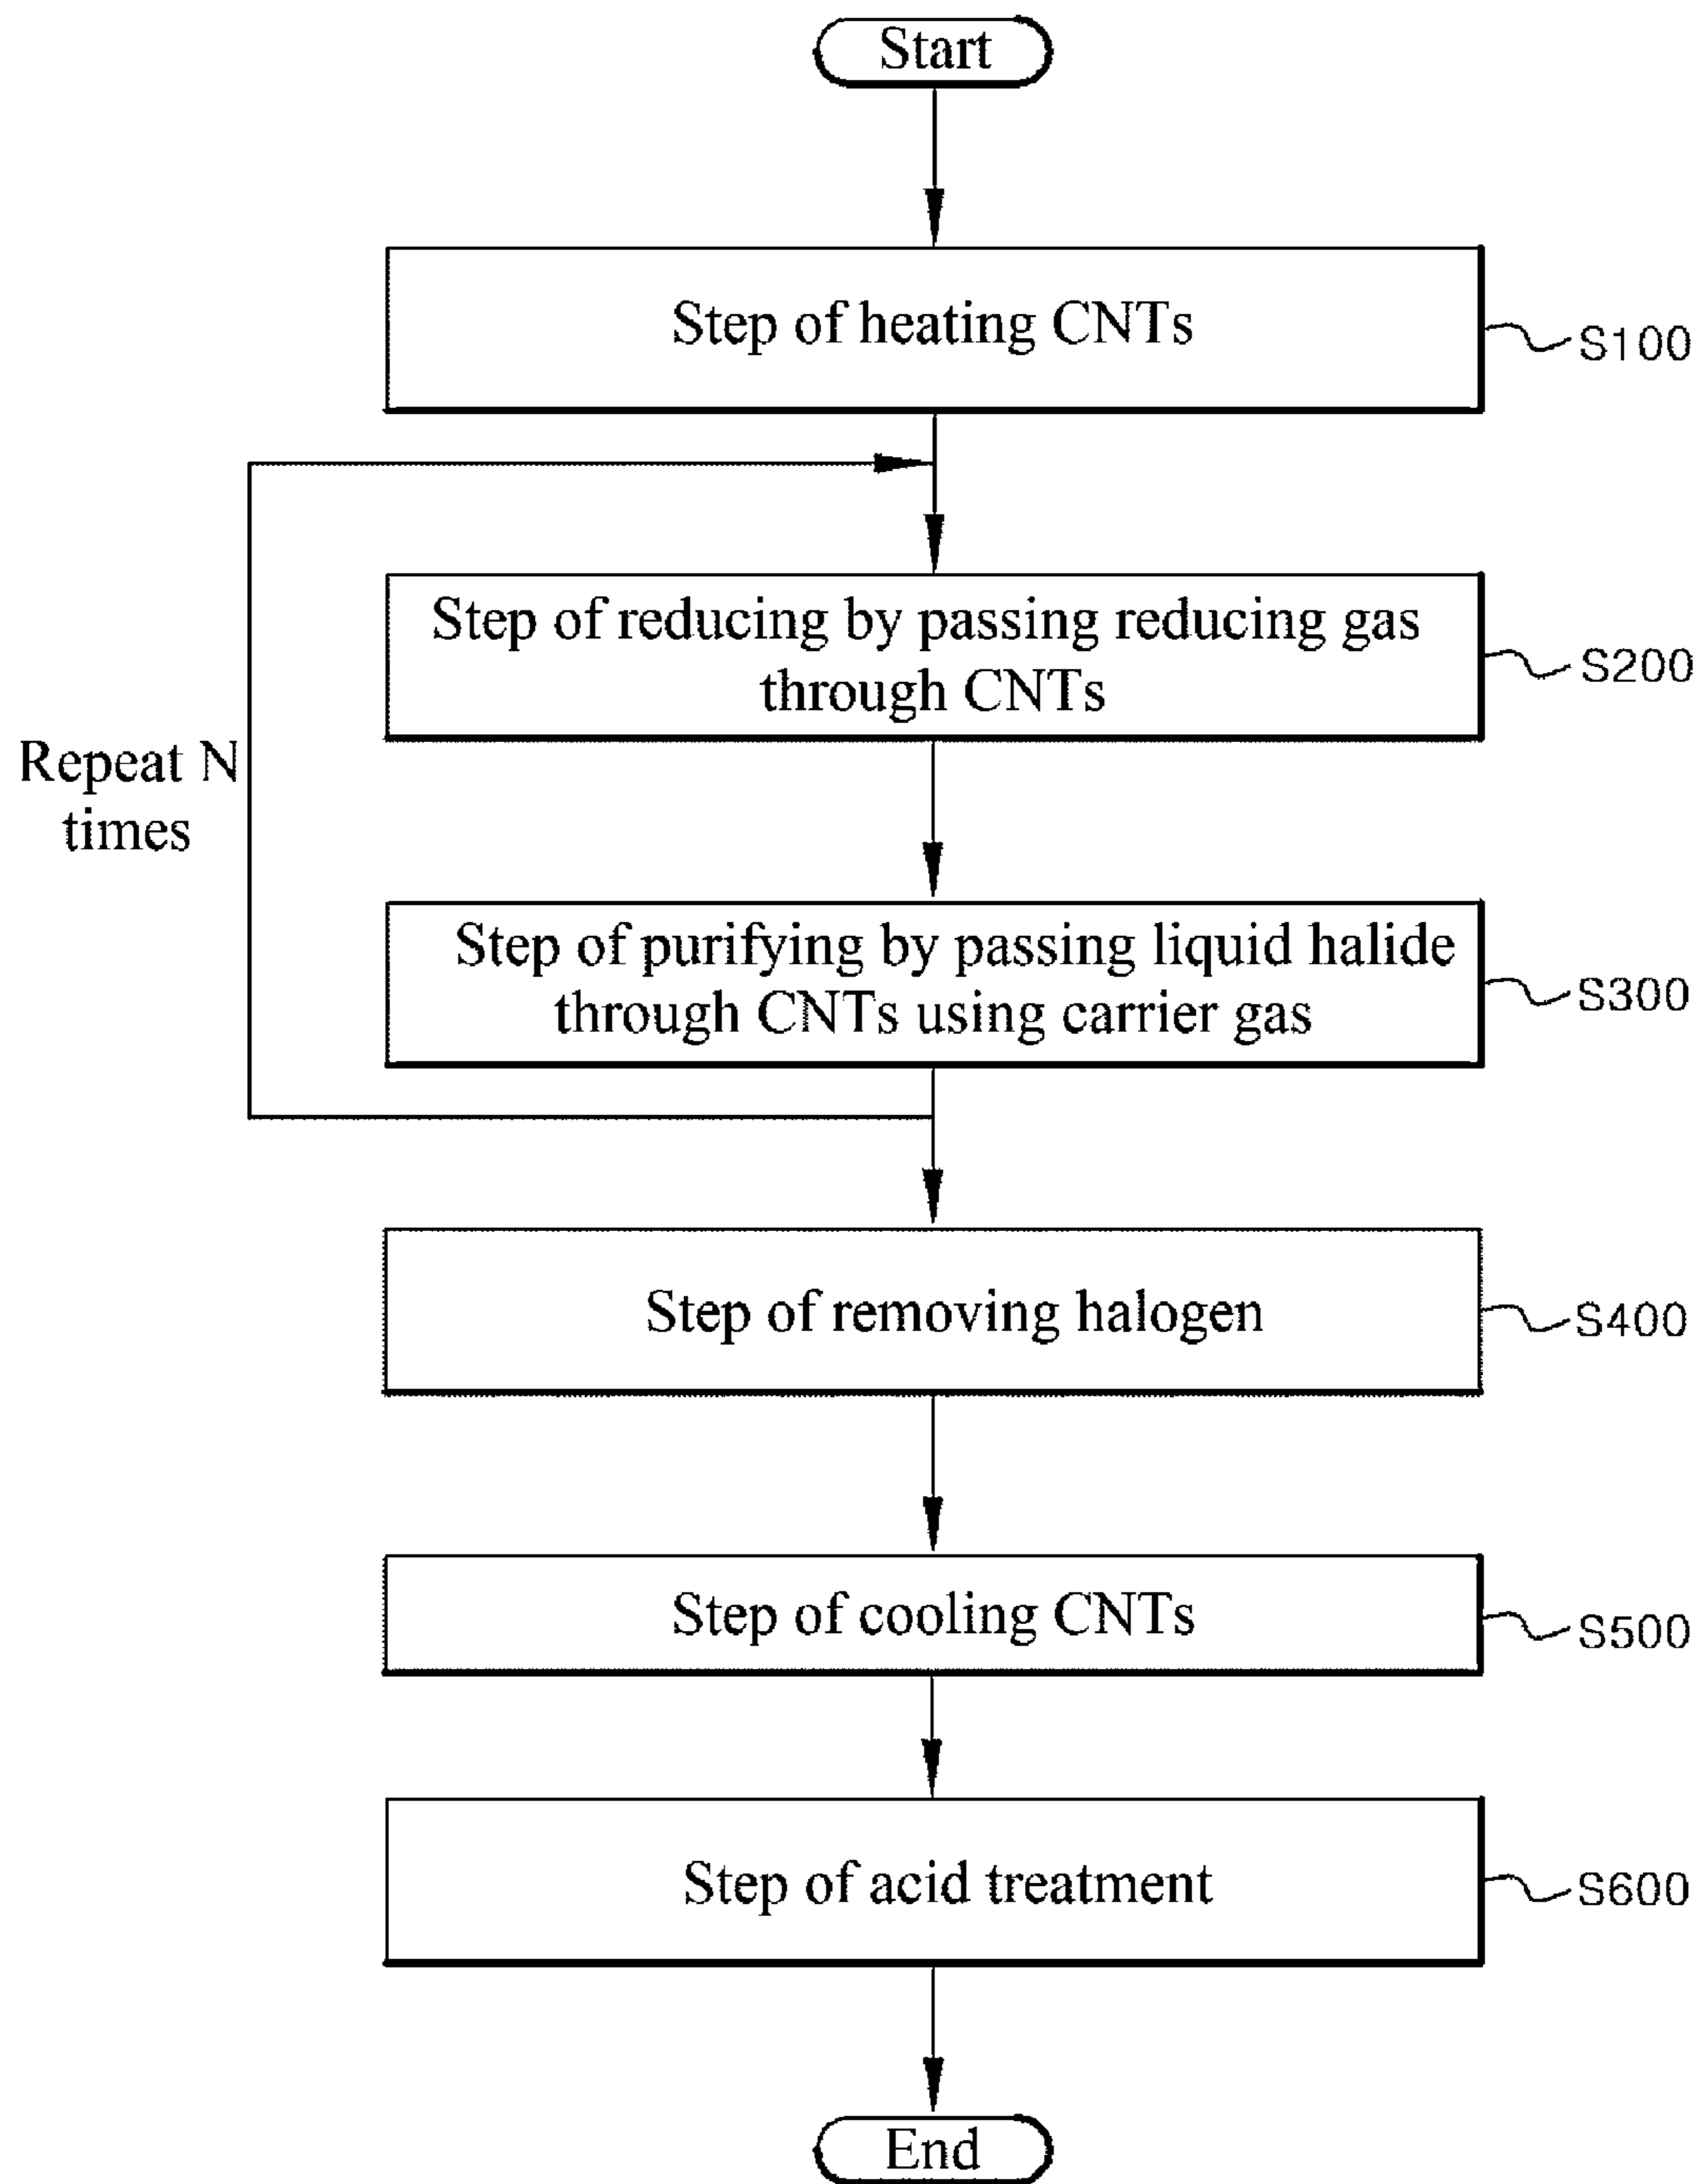 Start
Step of heating CNTs
S100
Step of reducing by passing reducing gas
through CNTs
S200
Repeat N
times
Step of purifying by passing liquid halide
through CNTs using carrier gas
S300
Step of removing halogen
S400
Step of cooling CNTs
S500
Step of acid treatment
S600
End